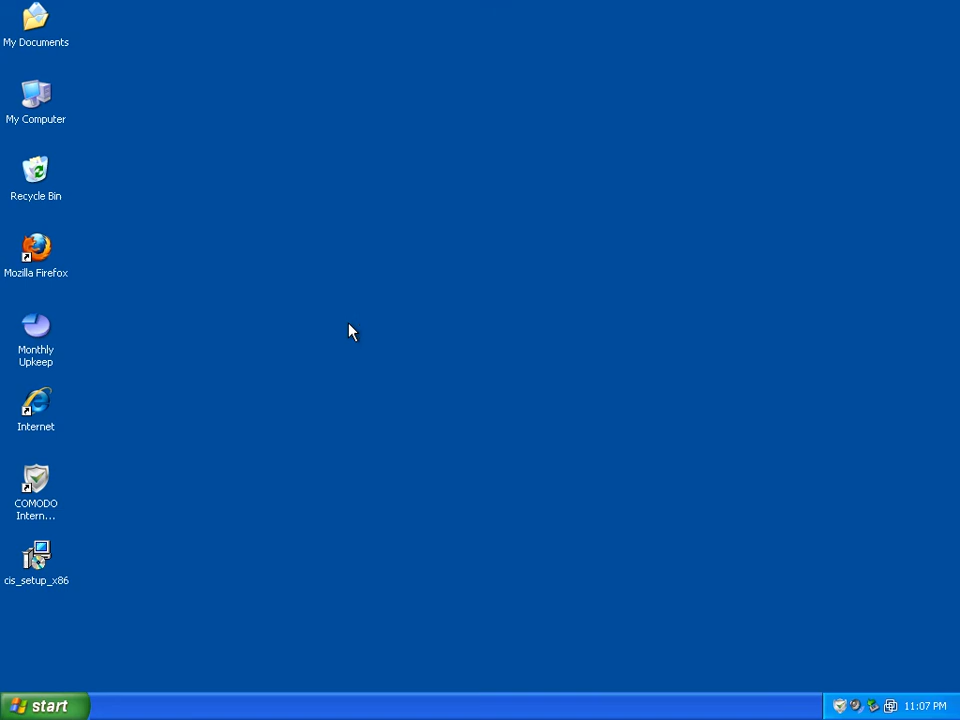 My Documents
My Computer
Recycle Bin
Mozilla Firefox
Monthly
Upkeep
Internet
COMODO
Intern...
cis_setup_x86
start
11:07 PM